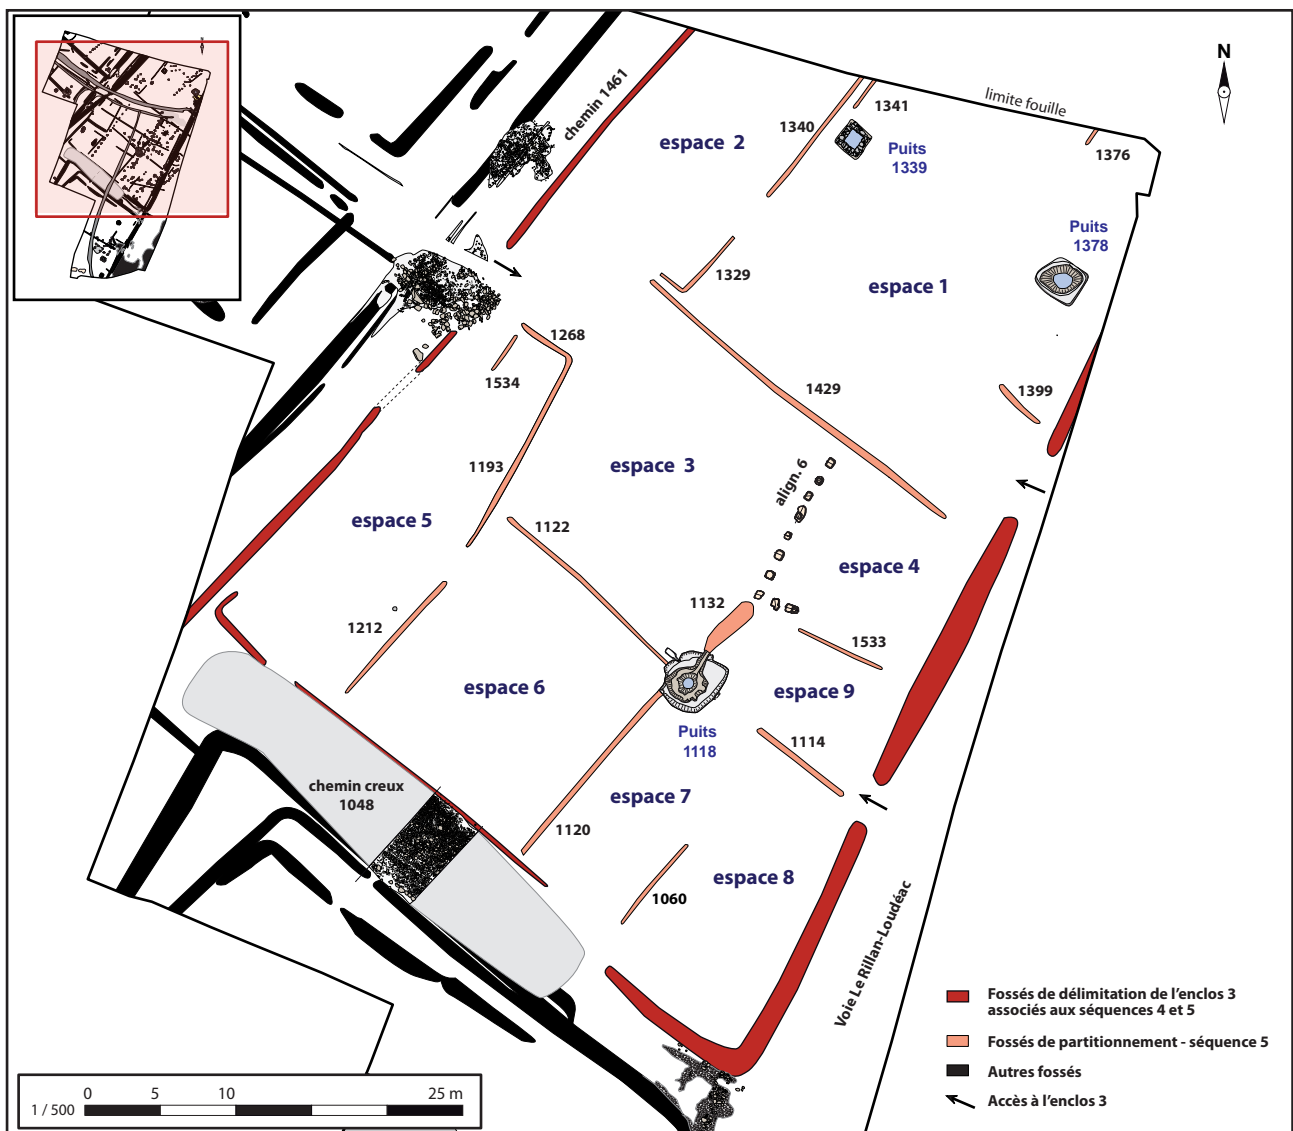 N
limite fouille
chemin 1461
espace 2
1340
1341
Puits
1339
1376
Puits
1378
1329
espace 1
1268
1534
1429
1399
1193
espace 3
align. 6
espace 5
1122
espace 4
1132
1212
1533
espace 6
espace 9
Puits
1118
1114
chemin creux
1048
espace 7
1120
espace 8
1060
Voie Le Rillan-Loudéac
Fossés de délimitation de l'enclos 3
associés aux séquences 4 et 5
Fossés de partitionnement - séquence 5
Autres fossés
Accès à l'enclos 3
0 5 10 25 m
1 / 500